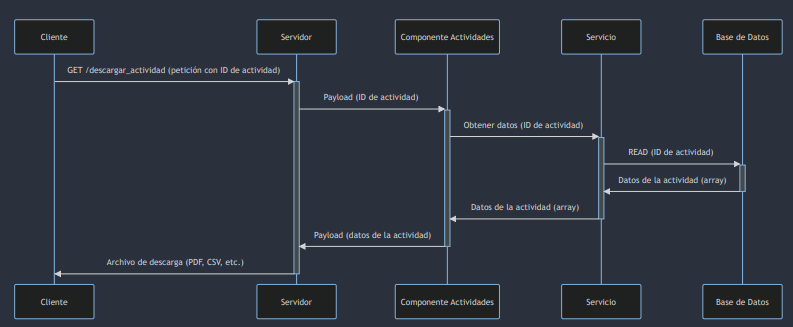 Cliente
Servidor
Componente Actividades
Servicio
Base de Datos
GET /descargar_actividad (petición con ID de actividad)
Payload (ID de actividad)
Obtener datos (ID de actividad)
READ (ID de actividad)
Datos de la actividad (array)
Datos de la actividad (array)
Payload (datos de la actividad)
Archivo de descarga (PDF, CSV, etc.)
Cliente
Servidor
Componente Actividades
Servicio
Base de Datos